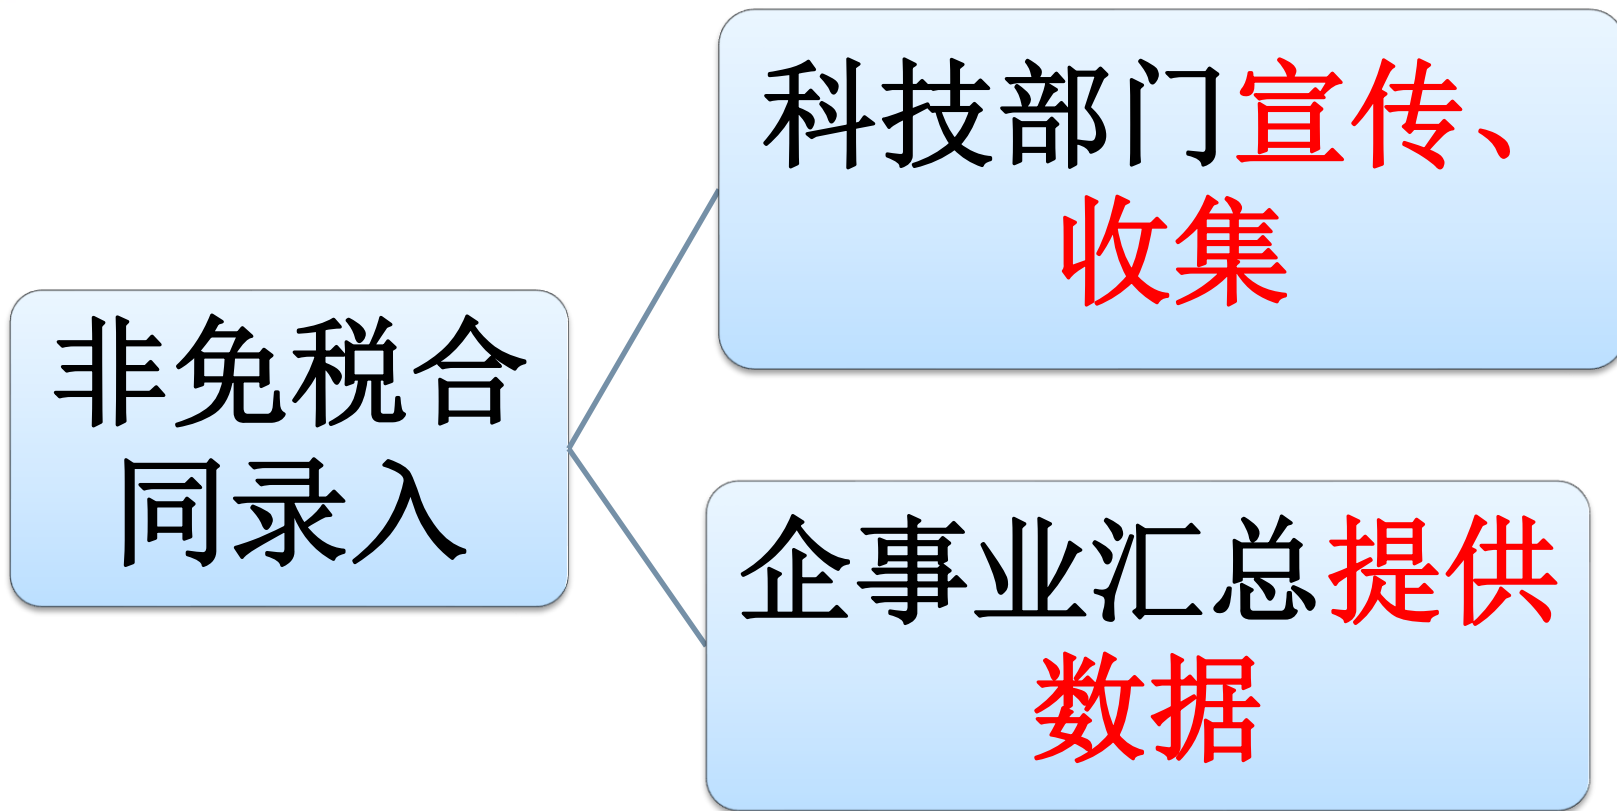 非免税合
同录入
科技部门宣传、
收集
企事业汇总提供
数据